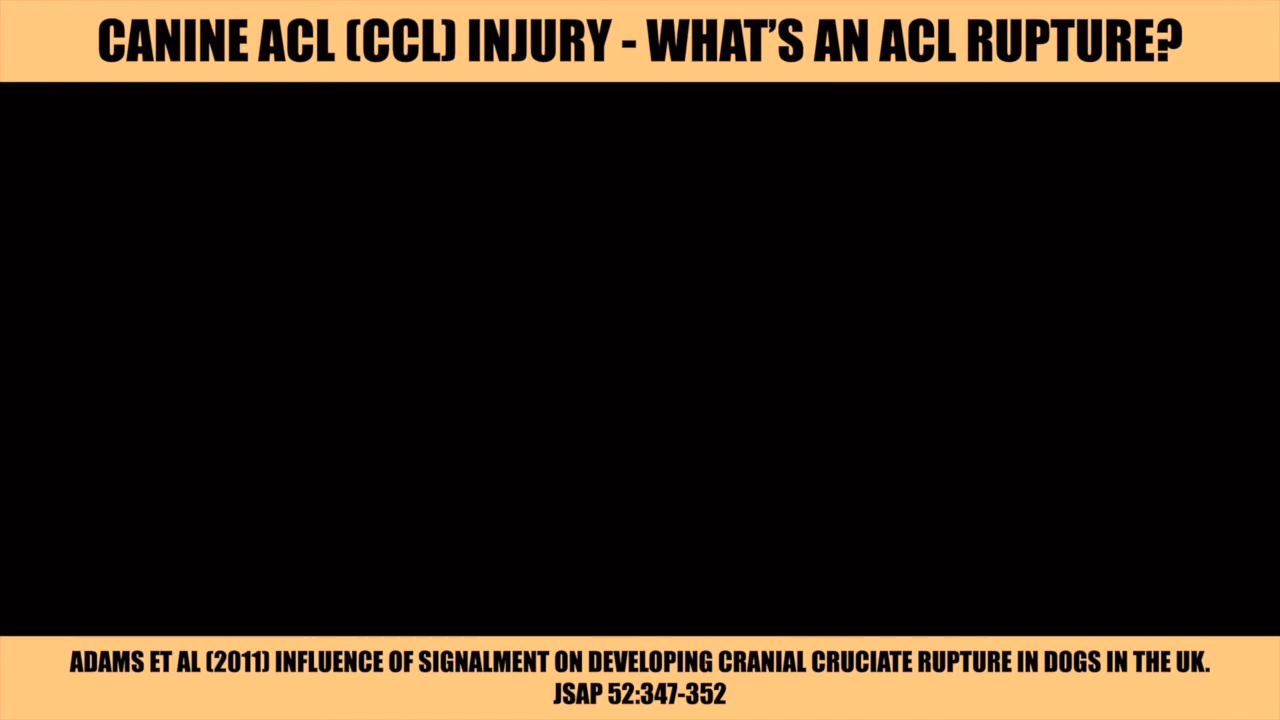 CANINE ACL (CCL) INJURY - WHAT'S AN ACL RUPTURE?
ADAMS ET AL (2011) INFLUENCE OF SIGNALMENT ON DEVELOPING CRANIAL CRUCIATE RUPTURE IN DOGS IN THE UK.
JSAP 52:347-352